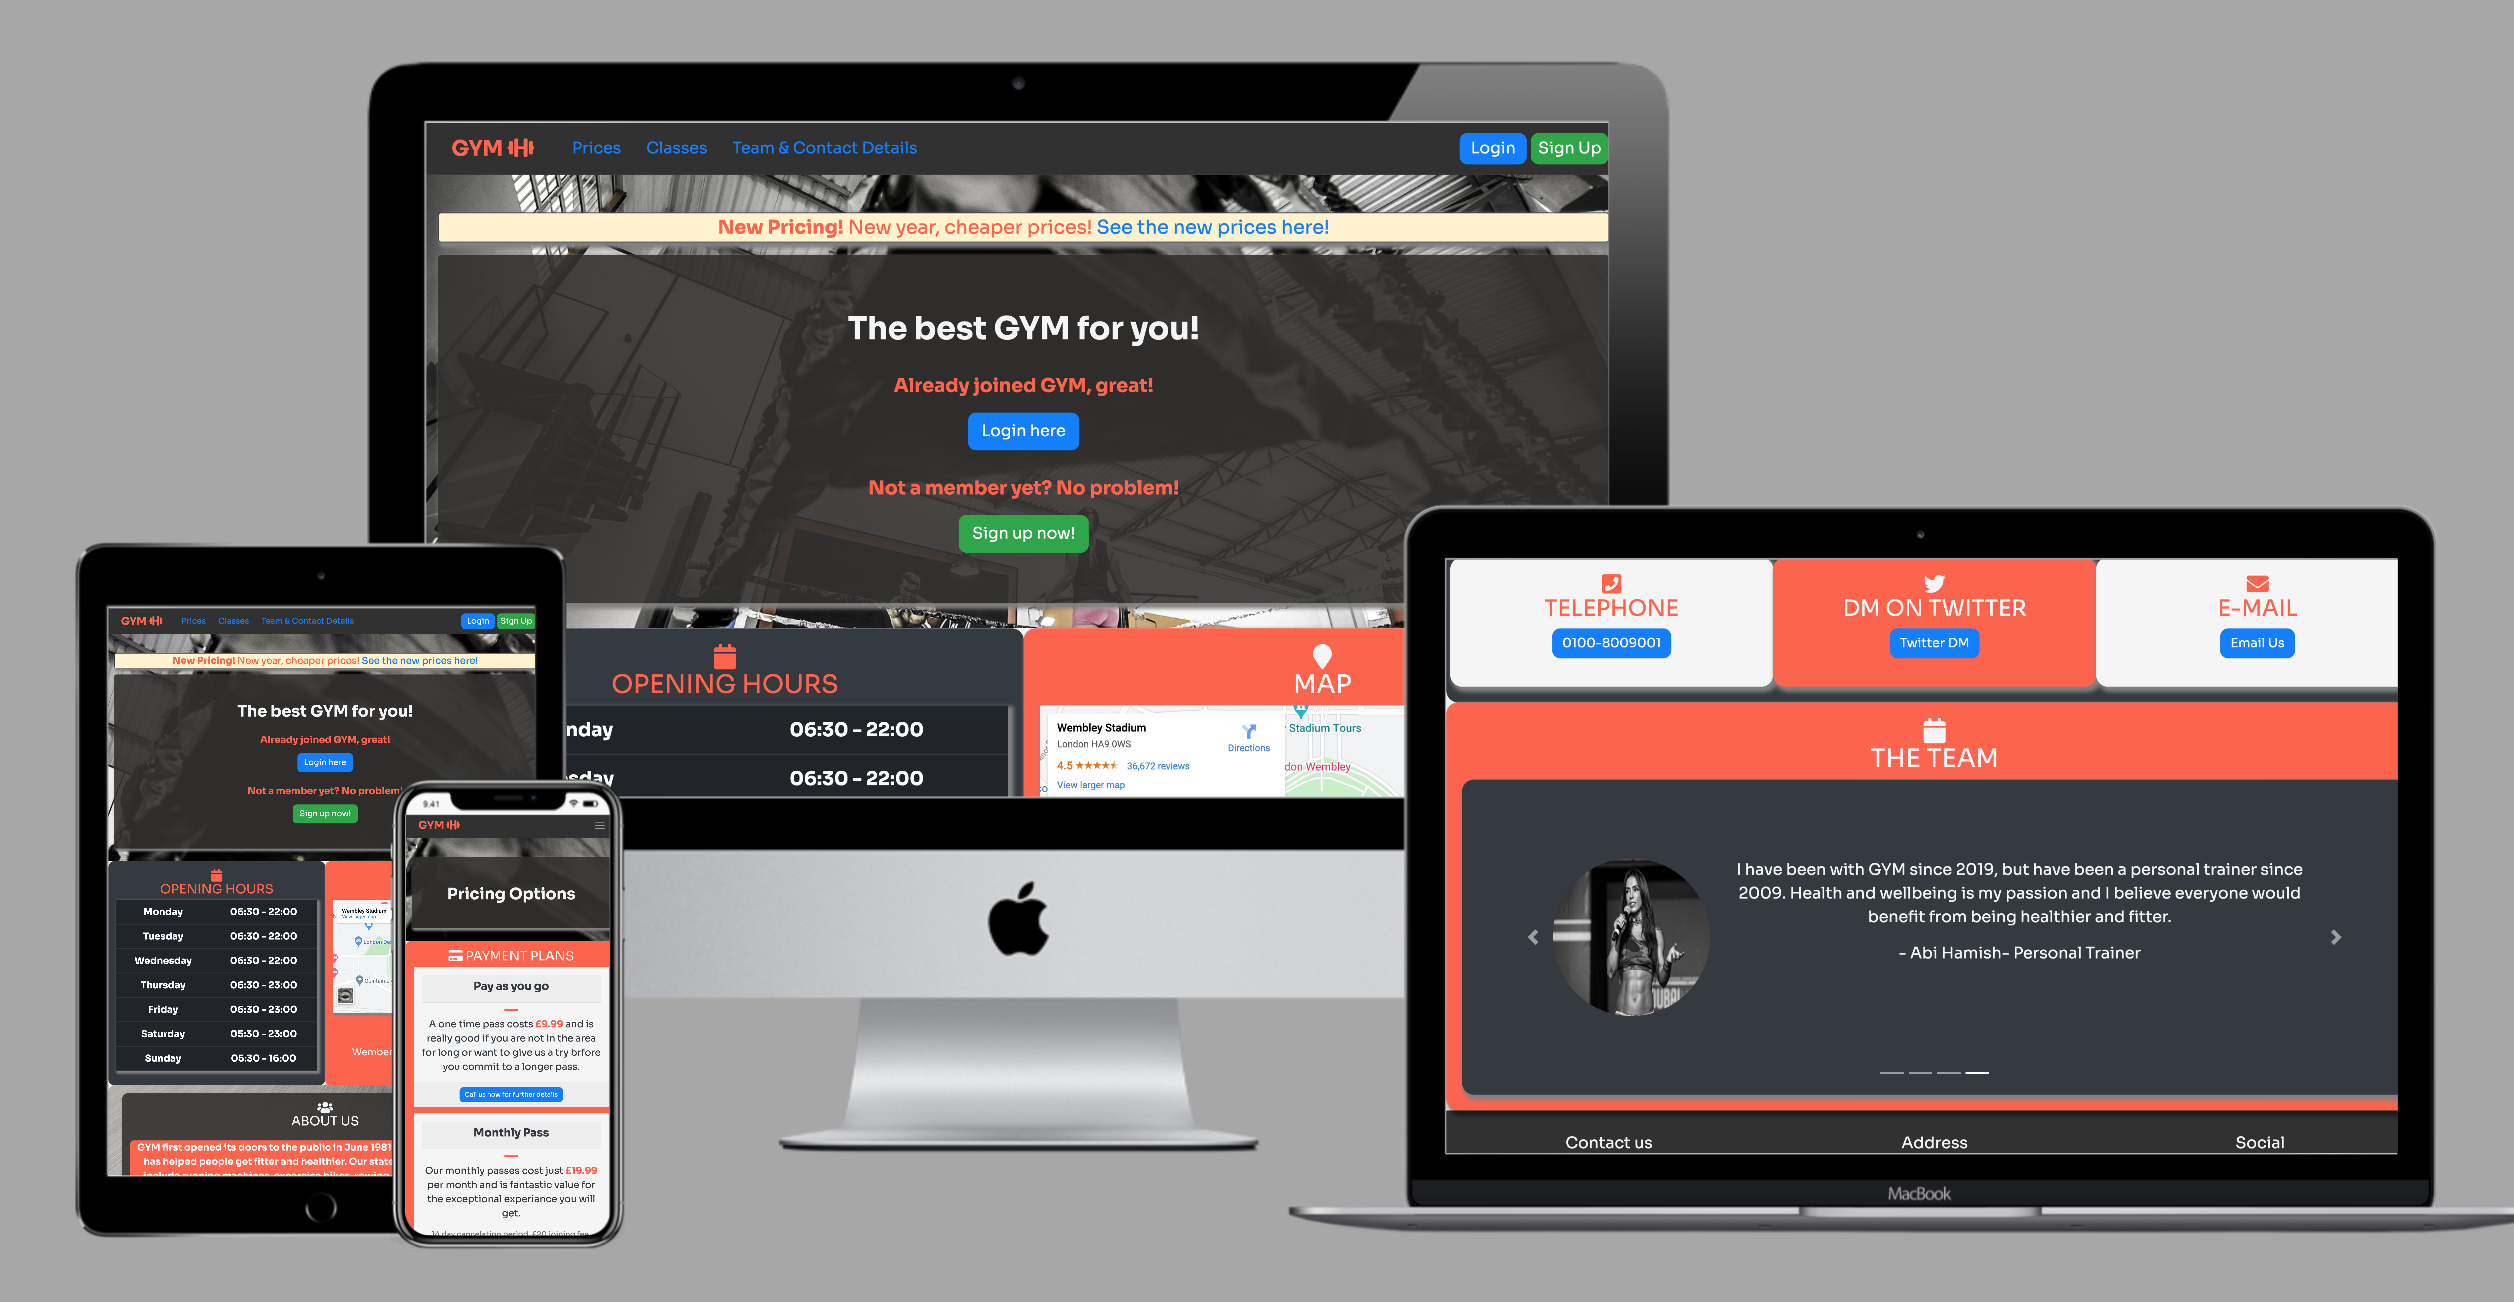 GYM
Prices
Classes
Team & Contact Details
Login
Sign Up
New Pricing! New year, cheaper prices! See the new prices here!
The best GYM for you!
Already joined GYM, great!
Login here
Not a member yet? No problem!
Sign up now!
OPENING HOURS
nday 06:30 - 22:00
sday 06:30 - 22:00
MAP
Wembley Stadium
London HA9 0WS
4.5 36,672 reviews
View larger map
Directions
Stadium Tours
don Wembley
GYM
Prices
Classes
Team & Contact Details
Login
Sign Up
New Pricing! New year, cheaper prices! See the new prices here!
The best GYM for you!
Already joined GYM, great!
Login here
Not a member yet? No problem!
Sign up now!
OPENING HOURS
Monday 06:30 - 22:00
Tuesday 06:30 - 22:00
Wednesday 06:30 - 22:00
Thursday 06:30 - 23:00
Friday 06:30 - 23:00
Saturday 05:30 - 23:00
Sunday 06:30 - 16:00
Wembley Stadium
View larger map
Wember
ABOUT US
GYM first opened its doors to the public in June 1981
has helped people get fitter and healthier. Our state
9.41
GYM
Pricing Options
PAYMENT PLANS
Pay as you go
A one time pass costs £9.99 and is
really good if you are not in the area
for long or want to give us a try brfore
you commit to a longer pass.
Call us now for further details
Monthly Pass
Our monthly passes cost just £19.99
per month and is fantastic value for
the exceptional experiance you will
get.
14 day cancelation period. £20 joining fee
TELEPHONE
0100-8009001
DM ON TWITTER
Twitter DM
E-MAIL
Email Us
THE TEAM
I have been with GYM since 2019, but have been a personal trainer since
2009. Health and wellbeing is my passion and I believe everyone would
benefit from being healthier and fitter.
- Abi Hamish- Personal Trainer
DUBAI
Contact us
Address
Social
MacBook